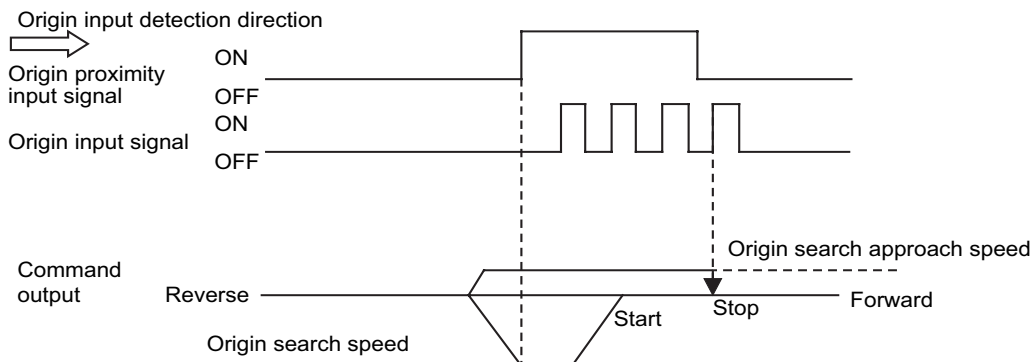 Origin input detection direction
ON
Origin proximity
input signal
OFF
ON
Origin input signal
OFF
Origin search approach speed
Command
output
Reverse
Forward
Start
Stop
Origin search speed